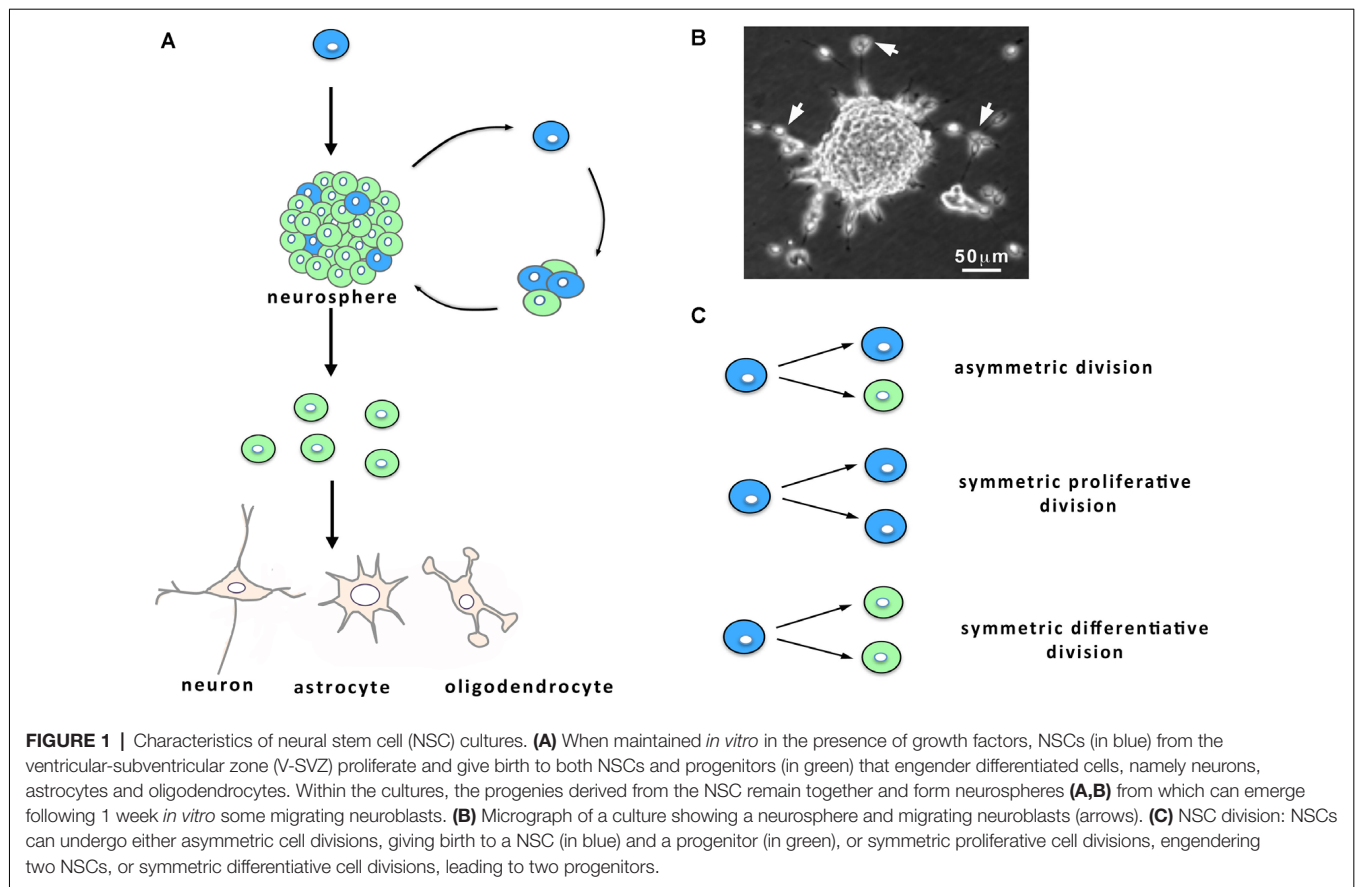 A
neurosphere
neuron
astrocyte
oligodendrocyte
B
50μm
C
asymmetric division
symmetric proliferative
division
symmetric differentiative
division
FIGURE 1 | Characteristics of neural stem cell (NSC) cultures. (A) When maintained in vitro in the presence of growth factors, NSCs (in blue) from the
ventricular-subventricular zone (V-SVZ) proliferate and give birth to both NSCs and progenitors (in green) that engender differentiated cells, namely neurons,
astrocytes and oligodendrocytes. Within the cultures, the progenies derived from the NSC remain together and form neurospheres (A,B) from which can emerge
following 1 week in vitro some migrating neuroblasts. (B) Micrograph of a culture showing a neurosphere and migrating neuroblasts (arrows). (C) NSC division: NSCs
can undergo either asymmetric cell divisions, giving birth to a NSC (in blue) and a progenitor (in green), or symmetric proliferative cell divisions, engendering
two NSCs, or symmetric differentiative cell divisions, leading to two progenitors.